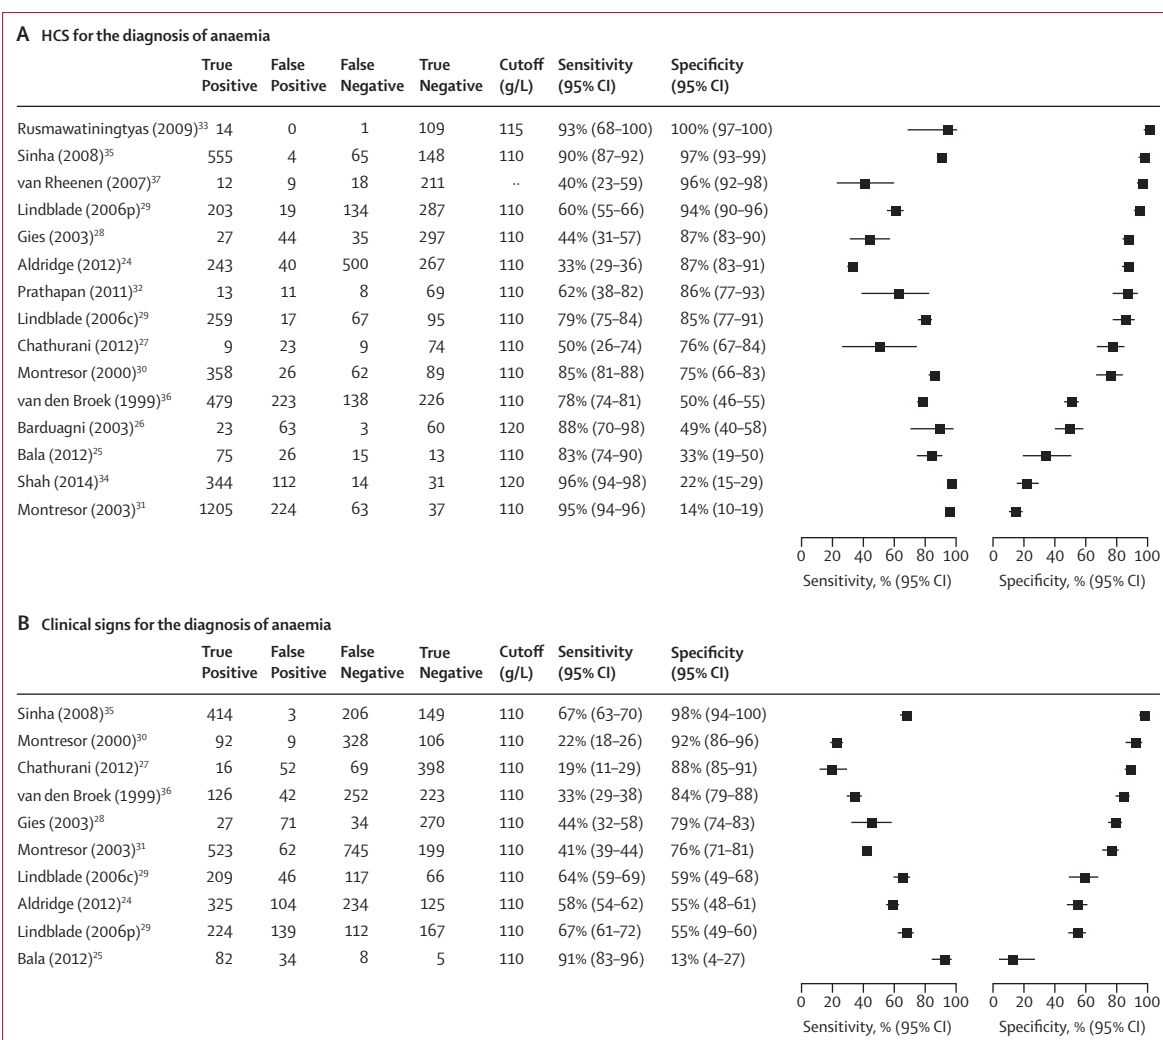 A HCS for the diagnosis of anaemia
True Positive False Positive False Negative True Negative Cutoff (g/L) Sensitivity (95% CI) Specificity (95% CI)
Rusmawatiningtyas (2009)³³ 14 0 1 109 115 93% (68–100) 100% (97–100)
Sinha (2008)³⁵ 555 4 65 148 110 90% (87–92) 97% (93–99)
van Rheenen (2007)³⁷ 12 9 18 211 ·· 40% (23–59) 96% (92–98)
Lindblade (2006p)²⁹ 203 19 134 287 110 60% (55–66) 94% (90–96)
Gies (2003)²⁸ 27 44 35 297 110 44% (31–57) 87% (83–90)
Aldridge (2012)²⁴ 243 40 500 267 110 33% (29–36) 87% (83–91)
Prathapan (2011)³² 13 11 8 69 110 62% (38–82) 86% (77–93)
Lindblade (2006c)²⁹ 259 17 67 95 110 79% (75–84) 85% (77–91)
Chathurani (2012)²⁷ 9 23 9 74 110 50% (26–74) 76% (67–84)
Montresor (2000)³⁰ 358 26 62 89 110 85% (81–88) 75% (66–83)
van den Broek (1999)³⁶ 479 223 138 226 110 78% (74–81) 50% (46–55)
Barduagni (2003)²⁶ 23 63 3 60 120 88% (70–98) 49% (40–58)
Bala (2012)²⁵ 75 26 15 13 110 83% (74–90) 33% (19–50)
Shah (2014)³⁴ 344 112 14 31 120 96% (94–98) 22% (15–29)
Montresor (2003)³¹ 1205 224 63 37 110 95% (94–96) 14% (10–19)
0 20 40 60 80 100 0 20 40 60 80 100
Sensitivity, % (95% CI) Specificity, % (95% CI)
B Clinical signs for the diagnosis of anaemia
True Positive False Positive False Negative True Negative Cutoff (g/L) Sensitivity (95% CI) Specificity (95% CI)
Sinha (2008)³⁵ 414 3 206 149 110 67% (63–70) 98% (94–100)
Montresor (2000)³⁰ 92 9 328 106 110 22% (18–26) 92% (86–96)
Chathurani (2012)²⁷ 16 52 69 398 110 19% (11–29) 88% (85–91)
van den Broek (1999)³⁶ 126 42 252 223 110 33% (29–38) 84% (79–88)
Gies (2003)²⁸ 27 71 34 270 110 44% (32–58) 79% (74–83)
Montresor (2003)³¹ 523 62 745 199 110 41% (39–44) 76% (71–81)
Lindblade (2006c)²⁹ 209 46 117 66 110 64% (59–69) 59% (49–68)
Aldridge (2012)²⁴ 325 104 234 125 110 58% (54–62) 55% (48–61)
Lindblade (2006p)²⁹ 224 139 112 167 110 67% (61–72) 55% (49–60)
Bala (2012)²⁵ 82 34 8 5 110 91% (83–96) 13% (4–27)
0 20 40 60 80 100 0 20 40 60 80 100
Sensitivity, % (95% CI) Specificity, % (95% CI)